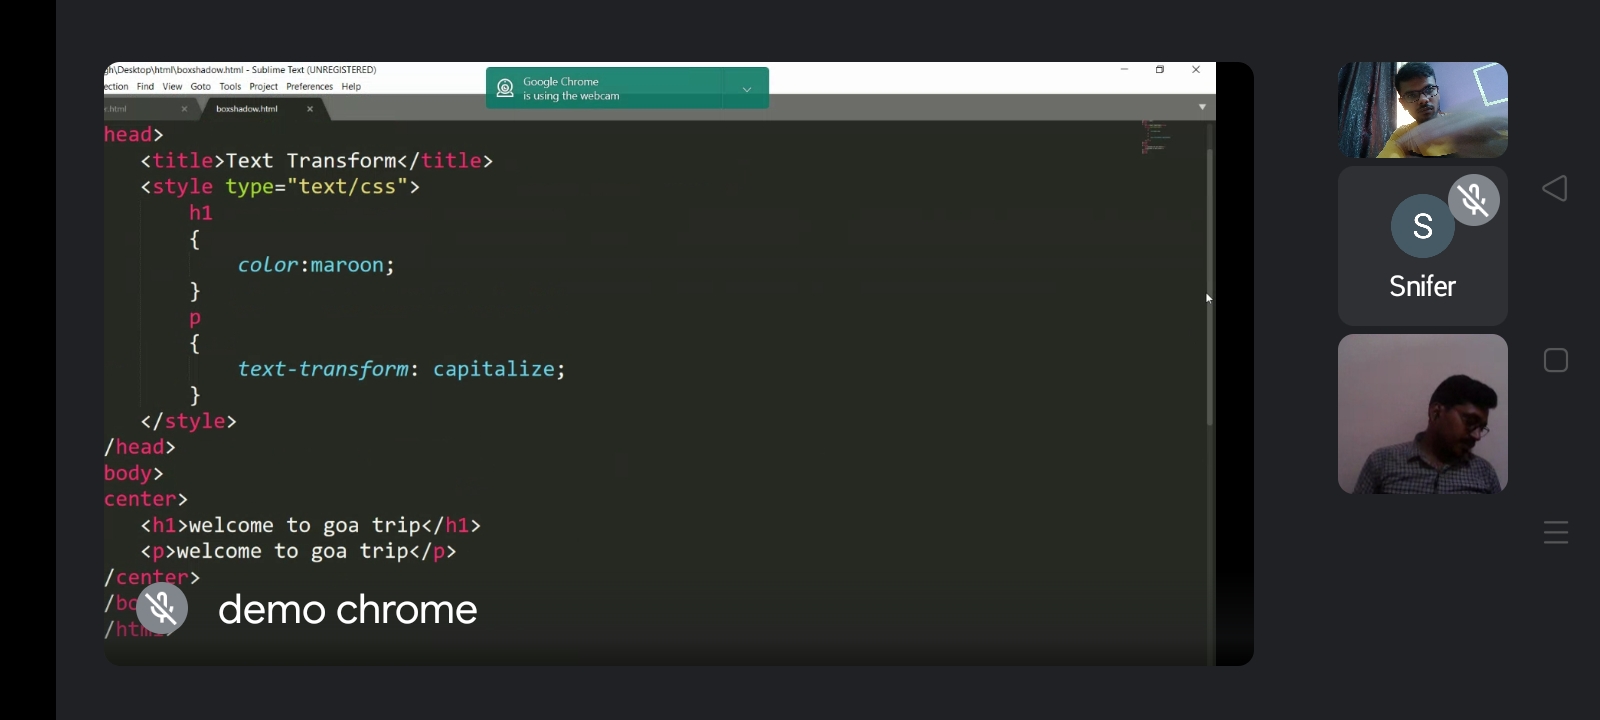 gh\Desktop\html\boxshadow.html - Sublime Text (UNREGISTERED)
ection Find View Goto Tools Project Preferences Help
Google Chrome
is using the webcam
r.html
boxshadow.html
head>
<title>Text Transform</title>
<style type="text/css">
h1
{
color:maroon;
}
p
{
text-transform: capitalize;
}
</style>
/head>
body>
center>
<h1>welcome to goa trip</h1>
<p>welcome to goa trip</p>
/center>
/bo
/html>
demo chrome
S
Snifer